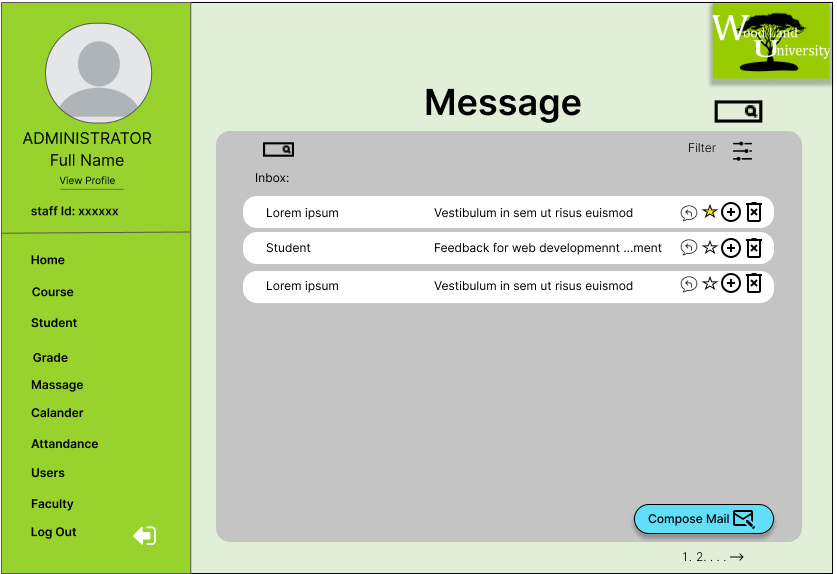 ADMINISTRATOR
Full Name
View Profile
staff Id: xxxxxx
Home
Course
Student
Grade
Massage
Calander
Attandance
Users
Faculty
Log Out
Wood Land
University
Message
Filter
Inbox:
Lorem ipsum Vestibulum in sem ut risus euismod
Student Feedback for web developmennt ...ment
Lorem ipsum Vestibulum in sem ut risus euismod
Compose Mail
1. 2. . . .